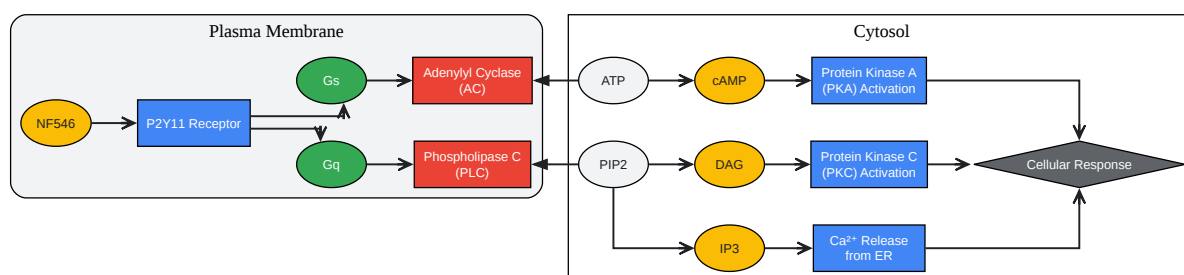 Plasma Membrane
Cytosol
NF546
P2Y11 Receptor
Gs
Adenylyl Cyclase
(AC)
Gq
Phospholipase C
(PLC)
ATP
cAMP
Protein Kinase A
(PKA) Activation
PIP2
DAG
Protein Kinase C
(PKC) Activation
Cellular Response
IP3
Ca²⁺ Release
from ER